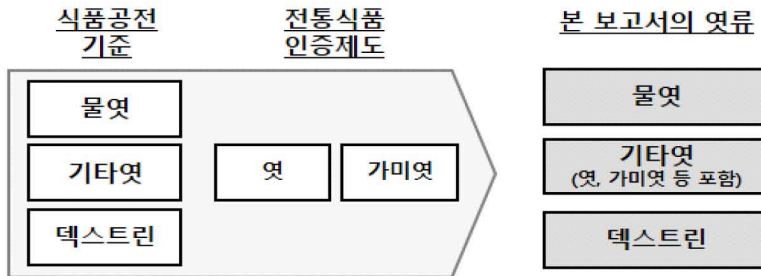 식품공전
기준
전통식품
인증제도
본 보고서의 엿류
물엿
기타엿
덱스트린
엿
가미엿
물엿
기타엿
(엿, 가미엿 등 포함)
덱스트린